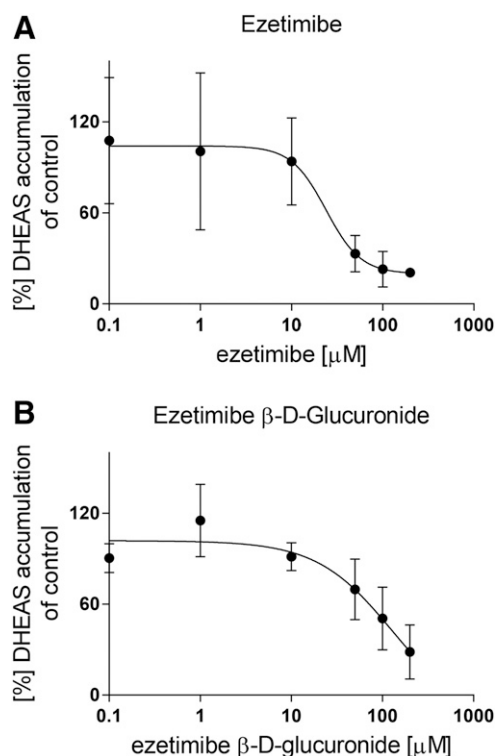 A
Ezetimibe
[%] DHEAS accumulation
of control
120
60
0
0.1 1 10 100 1000
ezetimibe [μM]
B
Ezetimibe β-D-Glucuronide
[%] DHEAS accumulation
of control
120
60
0
0.1 1 10 100 1000
ezetimibe β-D-glucuronide [μM]